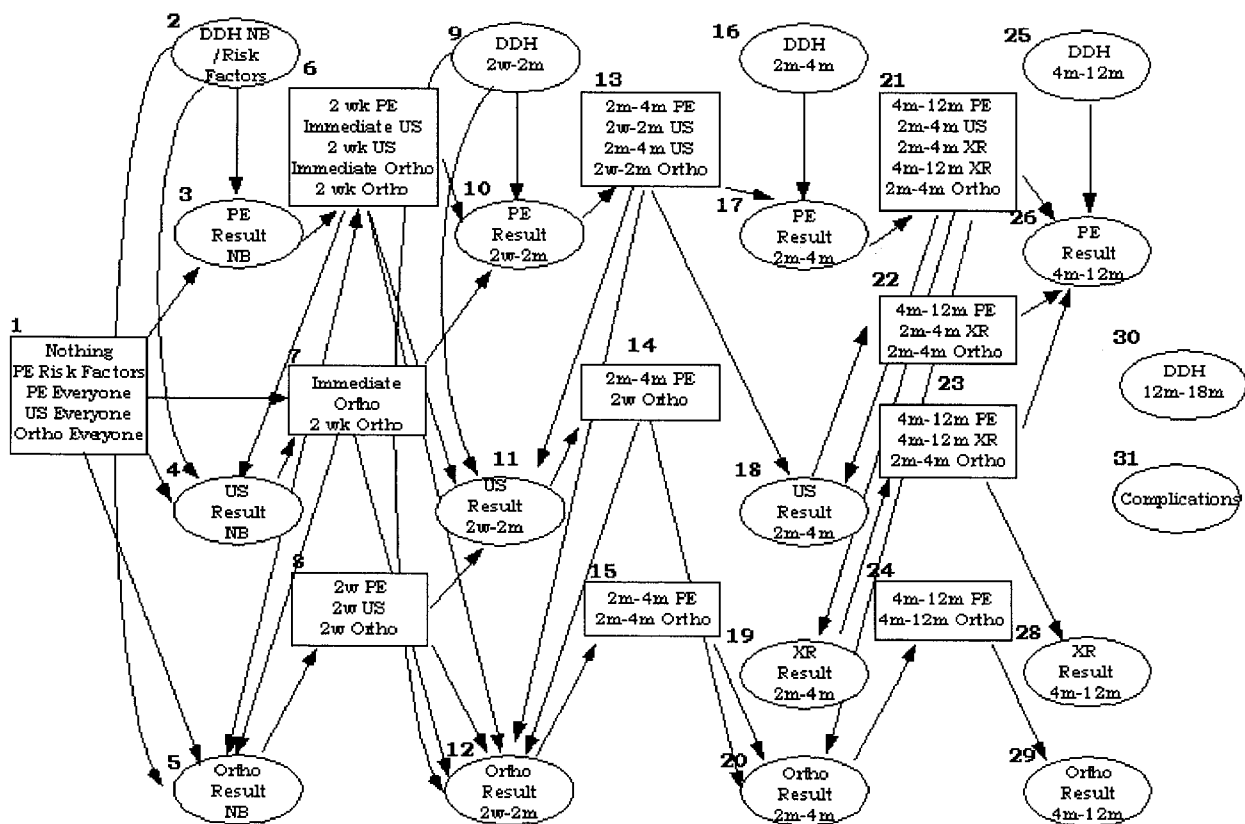 1
Nothing
PE Risk Factors
PE Everyone
US Everyone
Ortho Everyone
2
DDH NB
/Risk
Factors
3
PE
Result
NB
4
US
Result
NB
5
Ortho
Result
NB
6
2 wk PE
Immediate US
2 wk US
Immediate Ortho
2 wk Ortho
7
Immediate
Ortho
2 wk Ortho
8
2w PE
2w US
2w Ortho
9
DDH
2w-2m
10
PE
Result
2w-2m
11
US
Result
2w-2m
12
Ortho
Result
2w-2m
13
2m-4m PE
2w-2m US
2m-4m US
2w-2m Ortho
14
2m-4m PE
2w Ortho
15
2m-4m PE
2m-4m Ortho
16
DDH
2m-4m
17
PE
Result
2m-4m
18
US
Result
2m-4m
19
XR
Result
2m-4m
20
Ortho
Result
2m-4m
21
4m-12m PE
2m-4m US
2m-4m XR
4m-12m XR
2m-4m Ortho
22
4m-12m PE
2m-4m XR
2m-4m Ortho
23
4m-12m PE
4m-12m XR
2m-4m Ortho
24
4m-12m PE
4m-12m Ortho
25
DDH
4m-12m
26
PE
Result
4m-12m
28
XR
Result
4m-12m
29
Ortho
Result
4m-12m
30
DDH
12m-18m
31
Complications